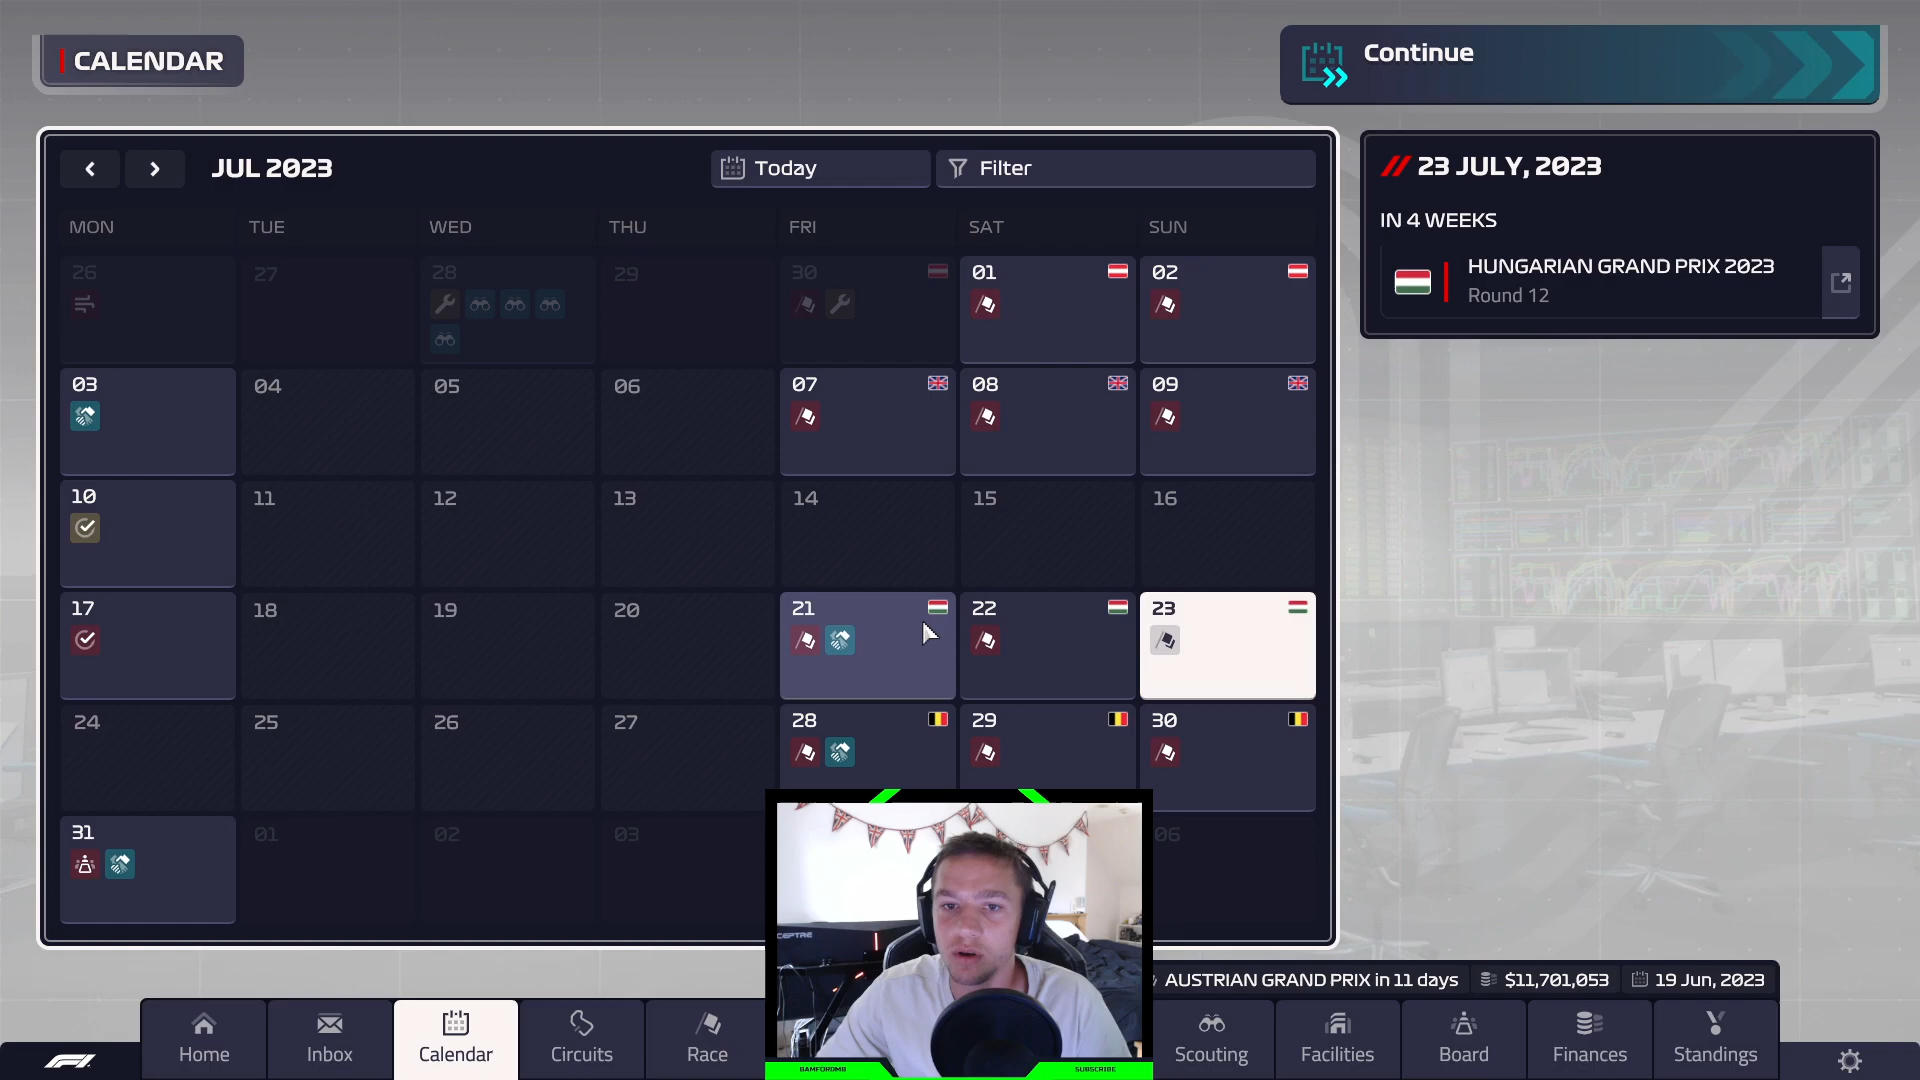 CALENDAR
Continue
JUL 2023
Today
Filter
MON TUE WED THU FRI SAT SUN
26 27 28 29 30 01 02
03 04 05 06 07 08 09
10 11 12 13 14 15 16
17 18 19 20 21 22 23
24 25 26 27 28 29 30
31 01 02 03 06
23 JULY, 2023
IN 4 WEEKS
HUNGARIAN GRAND PRIX 2023
Round 12
CEPTRE
AUSTRIAN GRAND PRIX in 11 days
$11,701,053
19 Jun, 2023
Home
Inbox
Calendar
Circuits
Race
Scouting
Facilities
Board
Finances
Standings
BAMFORDMB
SUBSCRIBE